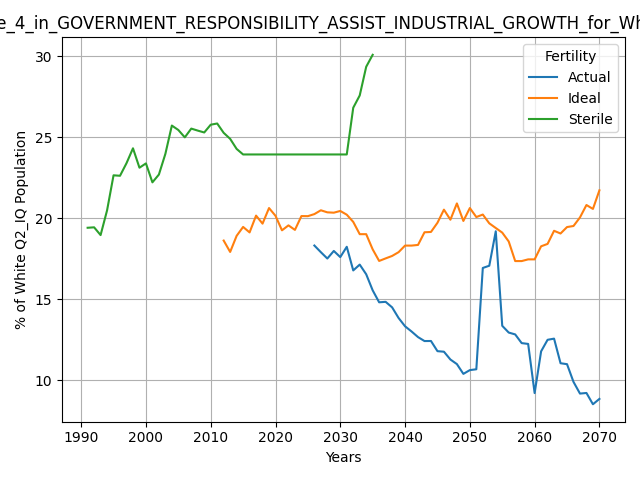 e_4_in_GOVERNMENT_RESPONSIBILITY_ASSIST_INDUSTRIAL_GROWTH_for_Wh
Fertility
Actual
Ideal
Sterile
% of White Q2_IQ Population
30
25
20
15
10
1990 2000 2010 2020 2030 2040 2050 2060 2070
Years